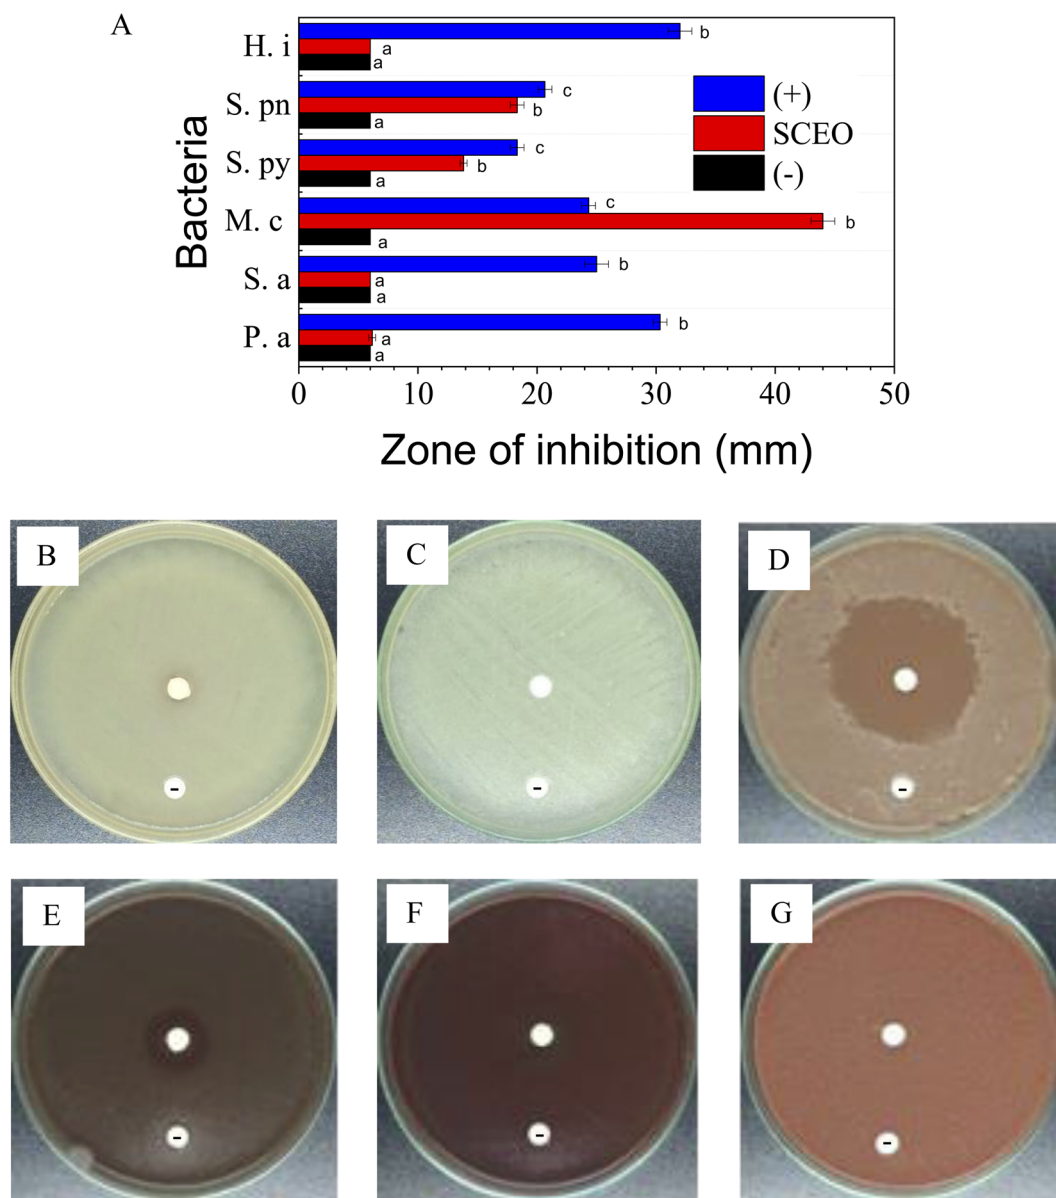 A
Bacteria
H. i
b
a
a
S. pn
c
b
a
S. py
c
b
a
M. c
c
b
a
S. a
b
a
a
P. a
b
a
a
(+)
SCEO
(-)
0 10 20 30 40 50
Zone of inhibition (mm)
B C D
- - -
E F G
- - -